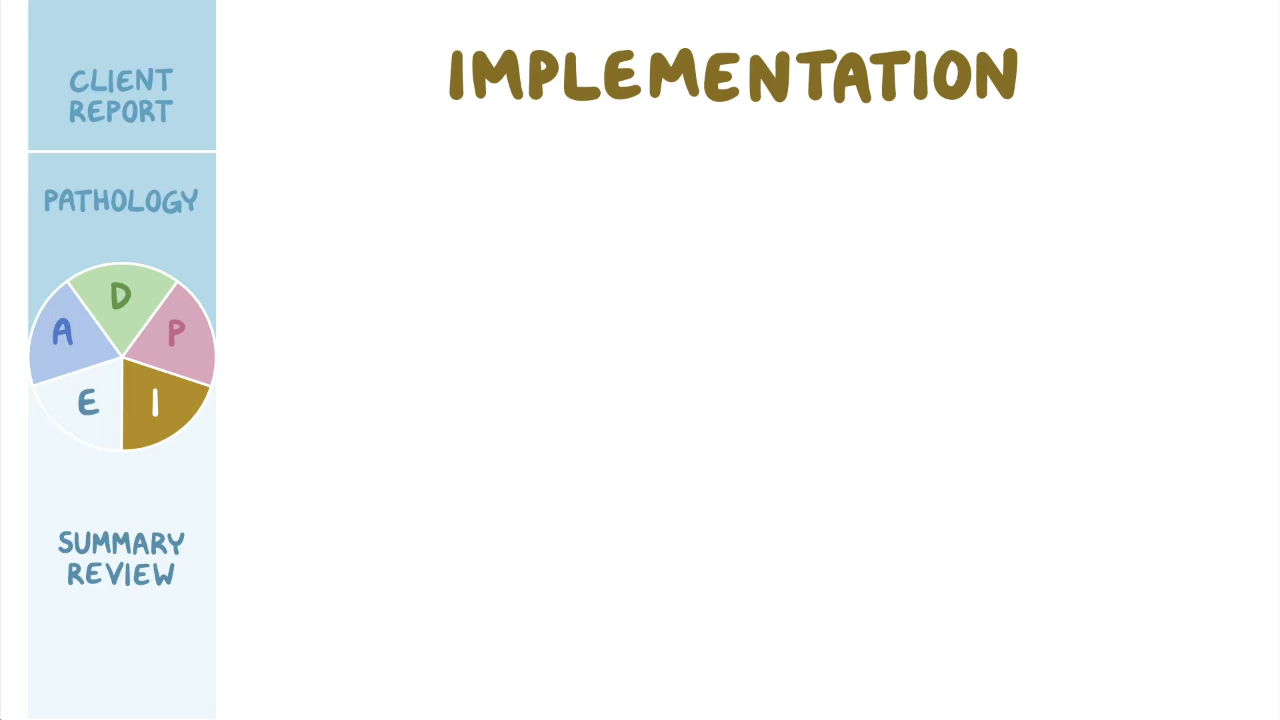 IMPLEMENTATION
CLIENT
REPORT
PATHOLOGY
A
D
P
I
E
SUMMARY
REVIEW